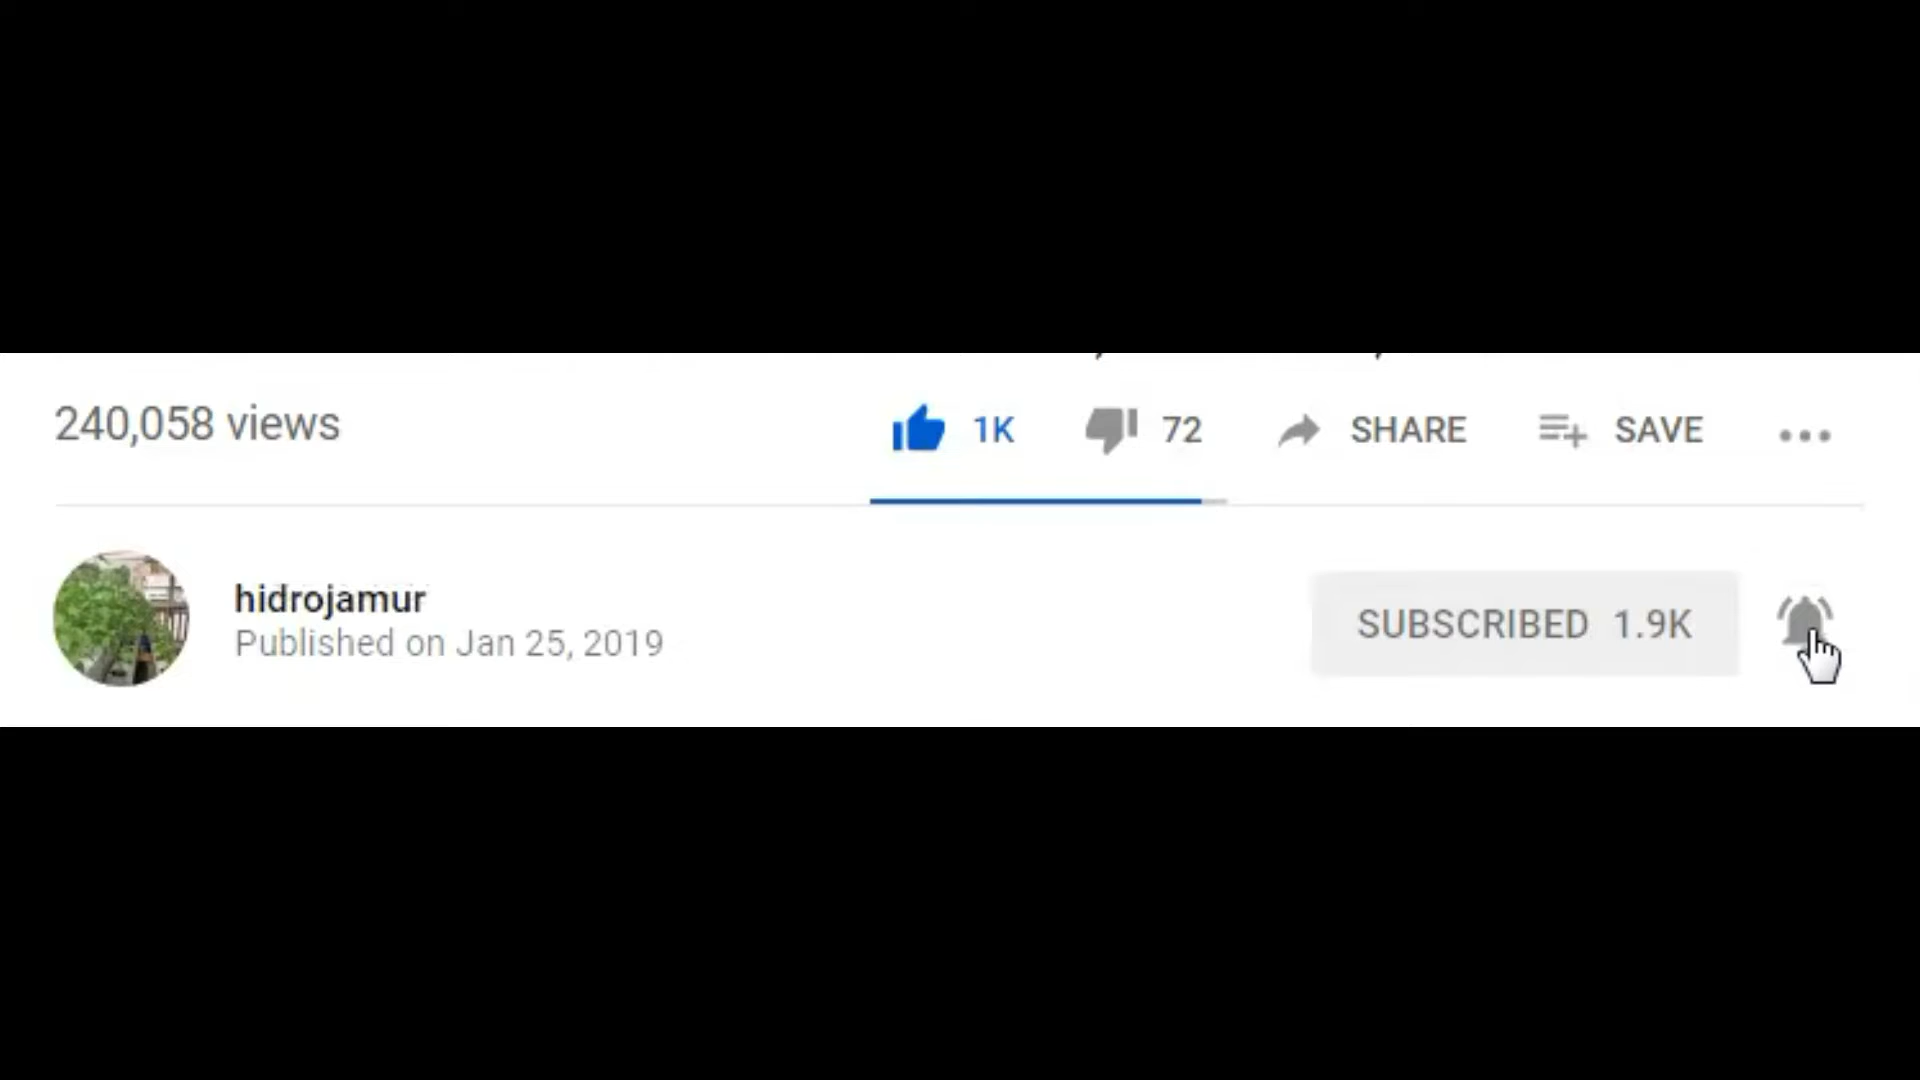 240,058 views
1K 72 SHARE SAVE
hidrojamur
Published on Jan 25, 2019
SUBSCRIBED 1.9K